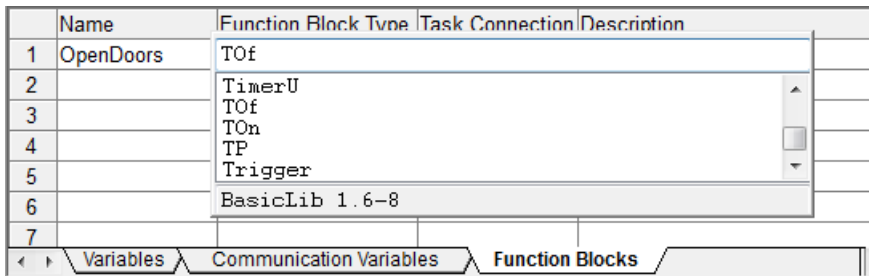 Name Function Block Type Task Connection Description
1 OpenDoors TOf
2 TimerU
TOf
3 TOn
4 TP
5 Trigger
6 BasicLib 1.6-8
7
Variables Communication Variables Function Blocks